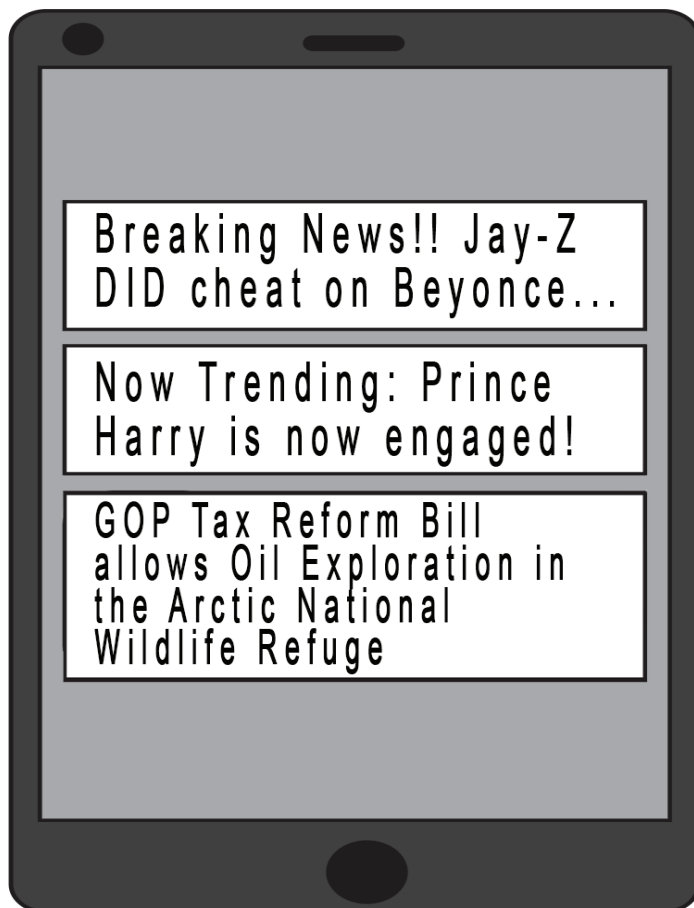 Breaking News!! Jay-Z
DID cheat on Beyonce...
Now Trending: Prince
Harry is now engaged!
GOP Tax Reform Bill
allows Oil Exploration in
the Arctic National
Wildlife Refuge